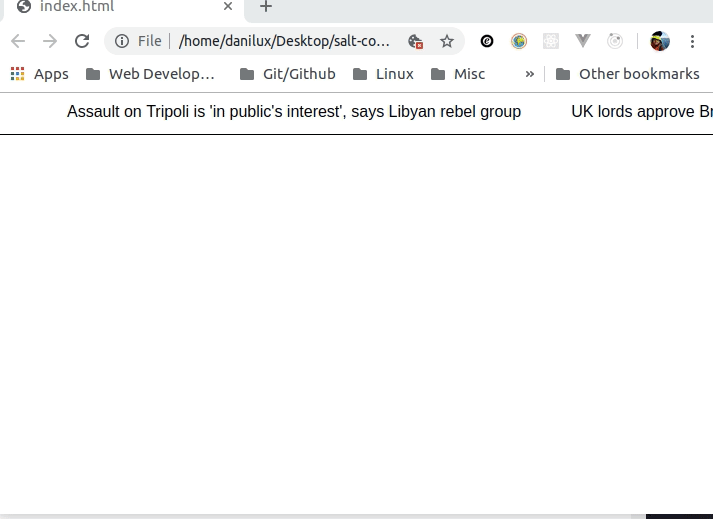 index.html
File /home/danilux/Desktop/salt-co...
Apps Web Develop... Git/Github Linux Misc » Other bookmarks
Assault on Tripoli is 'in public's interest', says Libyan rebel group UK lords approve Br